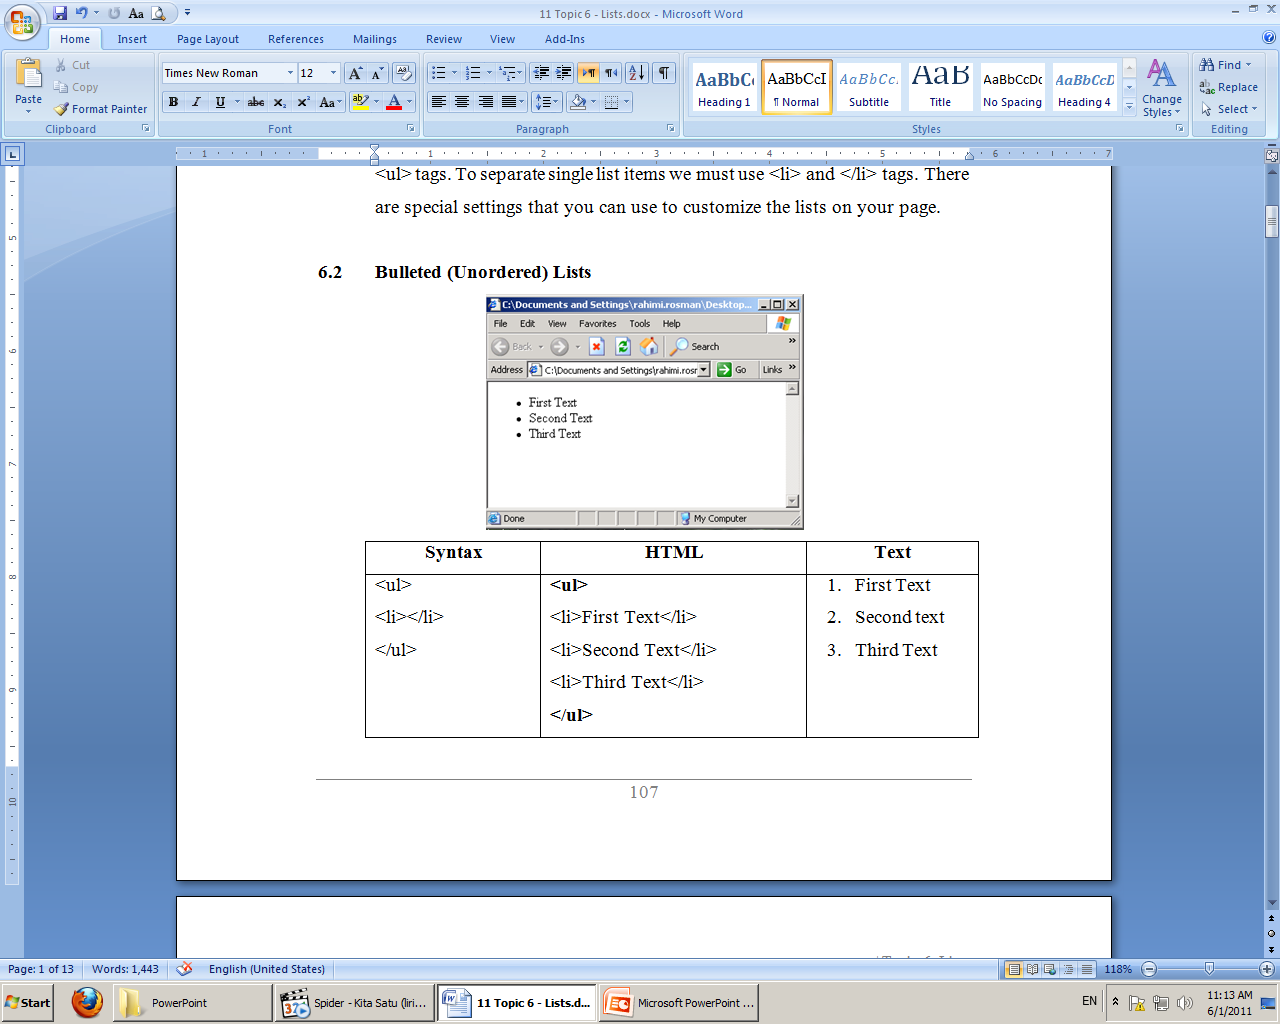 11 Topic 6 - Lists.docx - Microsoft Word
Home Insert Page Layout References Mailings Review View Add-Ins
Paste
Cut
Copy
Format Painter
Clipboard
Times New Roman 12
Font
Paragraph
AaBbC AaBbCcI AaBbCc. AaB AaBbCcDc AaBbCcD
Heading 1 ¶ Normal Subtitle Title No Spacing Heading 4
Change Styles
Styles
Find
Replace
Select
Editing
<ul> tags. To separate single list items we must use <li> and </li> tags. There
are special settings that you can use to customize the lists on your page.
6.2 Bulleted (Unordered) Lists
C:\Documents and Settings\rahimi.rosman\Desktop...
File Edit View Favorites Tools Help
Back Search
Address C:\Documents and Settings\rahimi.rosr Go Links
• First Text
• Second Text
• Third Text
Done My Computer
Syntax HTML Text
<ul> <ul> 1. First Text
<li></li> <li>First Text</li> 2. Second text
</ul> <li>Second Text</li> 3. Third Text
<li>Third Text</li>
</ul>
107
Page: 1 of 13 Words: 1,443 English (United States) 118%
Start PowerPoint Spider - Kita Satu (liri... 11 Topic 6 - Lists.d... Microsoft PowerPoint ... EN 11:13 AM
6/1/2011